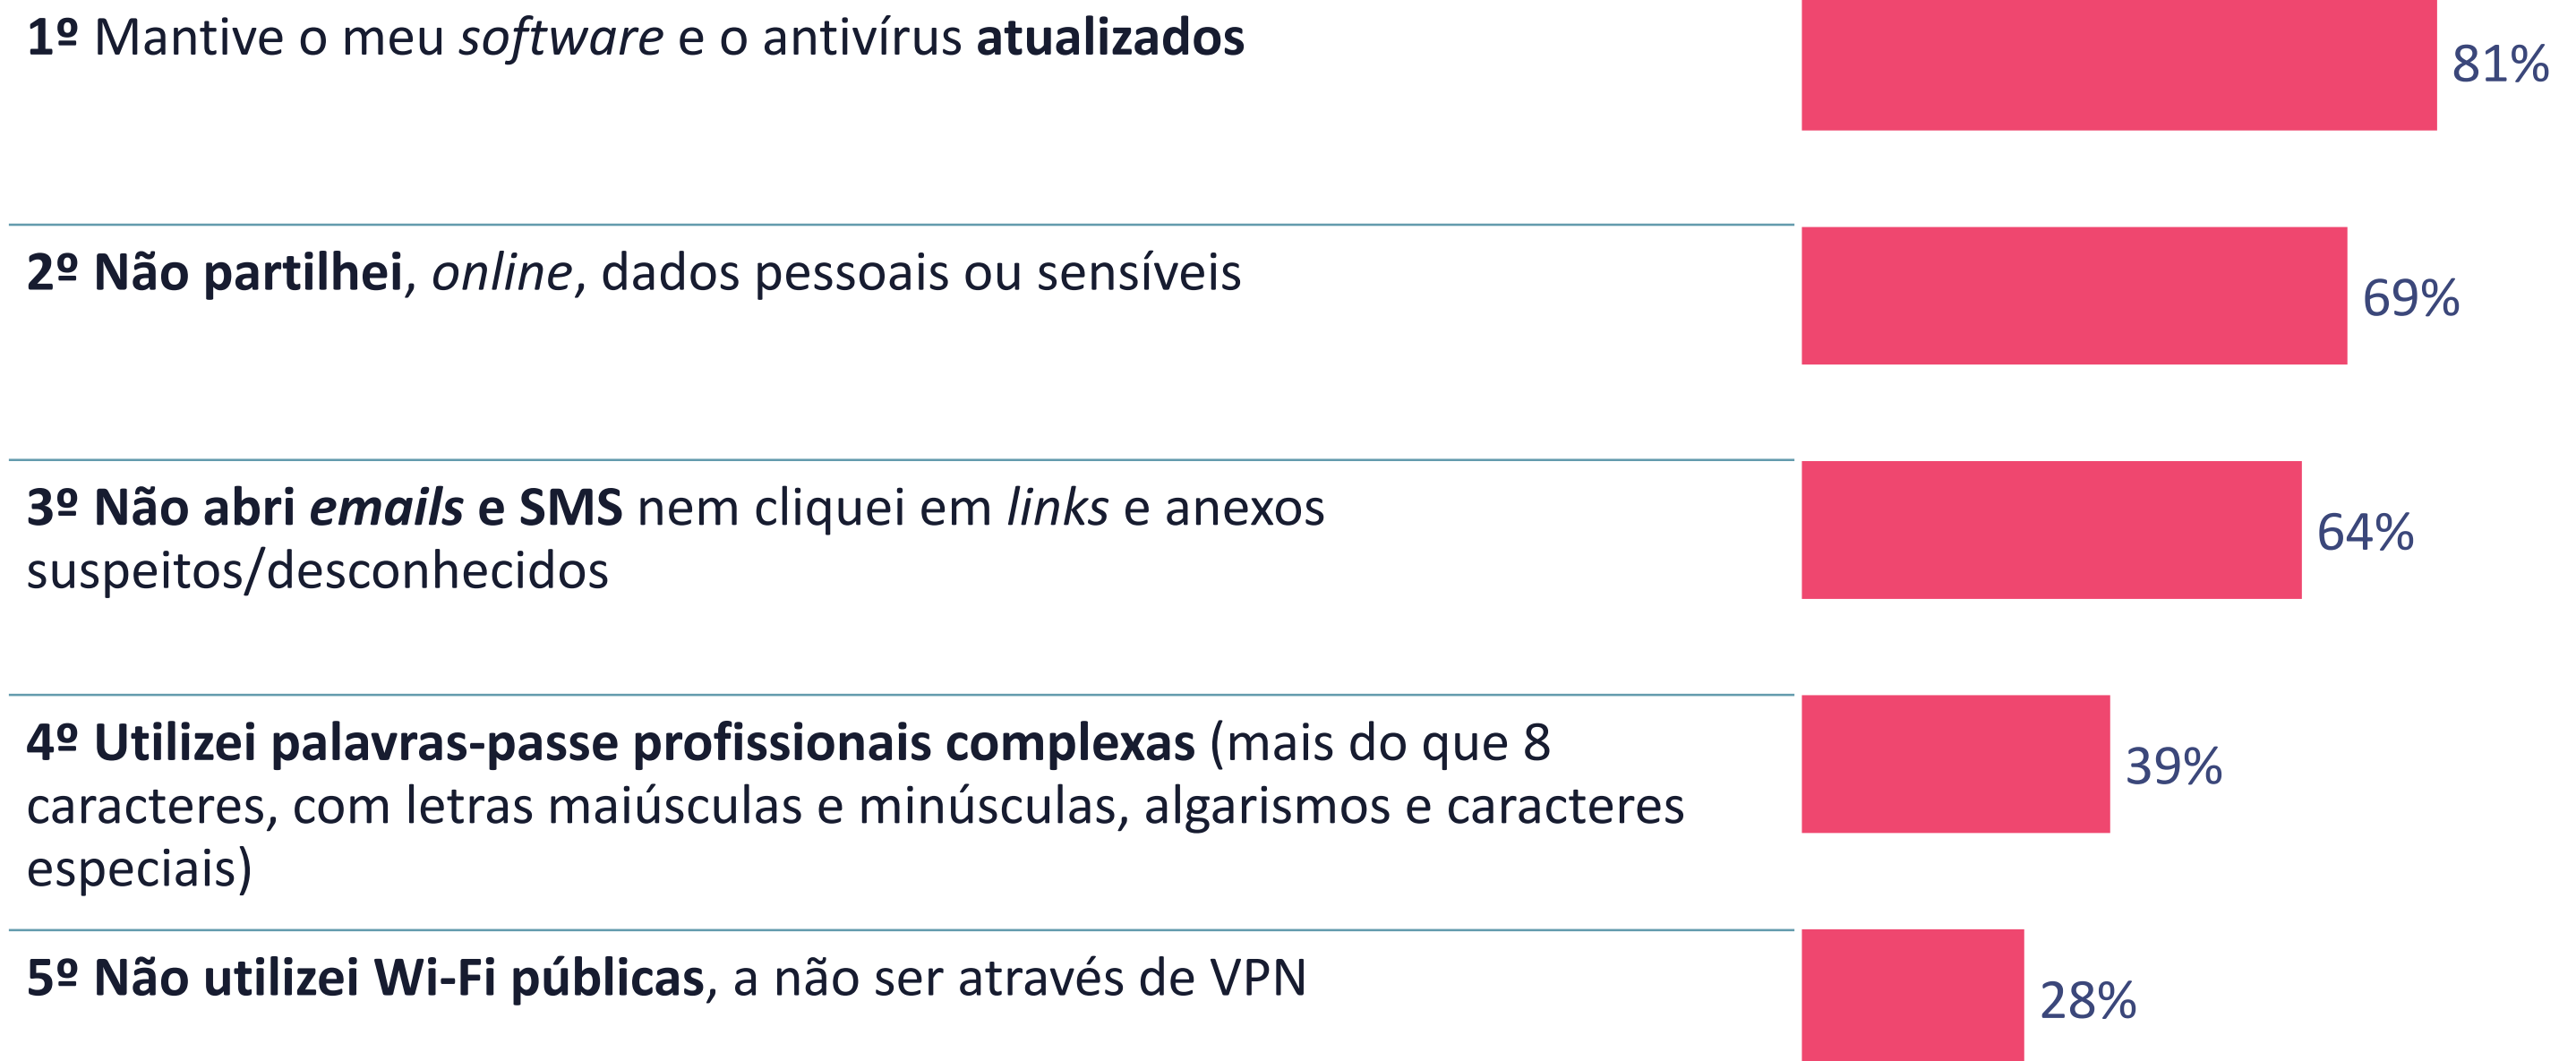 1º Mantive o meu software e o antivírus atualizados
81%
2º Não partilhei, online, dados pessoais ou sensíveis
69%
3º Não abri emails e SMS nem cliquei em links e anexos
suspeitos/desconhecidos
64%
4º Utilizei palavras-passe profissionais complexas (mais do que 8
caracteres, com letras maiúsculas e minúsculas, algarismos e caracteres
especiais)
39%
5º Não utilizei Wi-Fi públicas, a não ser através de VPN
28%